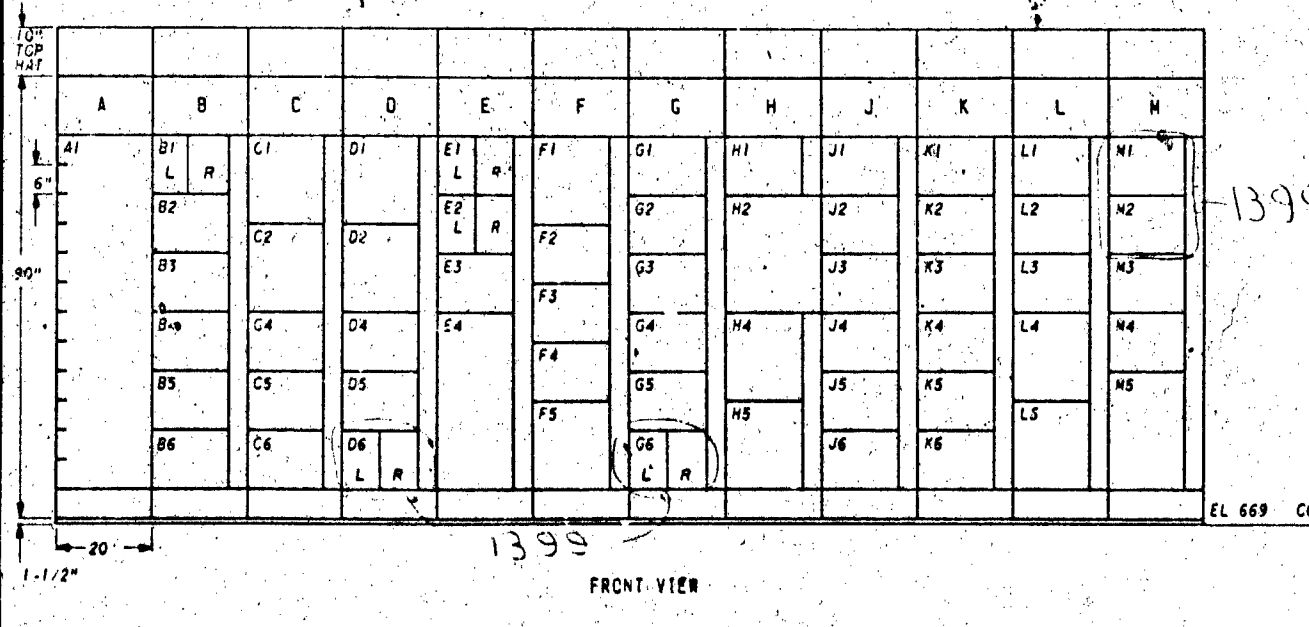 10"
TOP
HAT
A B C D E F G H J K L M
A1 B1 C1 D1 E1 F1 G1 H1 J1 K1 L1 M1
L R L R
6"
B2 E2 G2 H2 J2 K2 L2 M2
L R
1399
C2 D2 F2
90"
B3 E3 G3 J3 K3 L3 M3
F3
C4 D4 E4 G4 H4 J4 K4 L4 M4
F4
B5 C5 D5 G5 J5 K5 M5
F5 H5 L5
B6 C6 D6 G6 J6 K6
L R L R
EL 669
20
1399
1-1/2"
FRONT VIEW